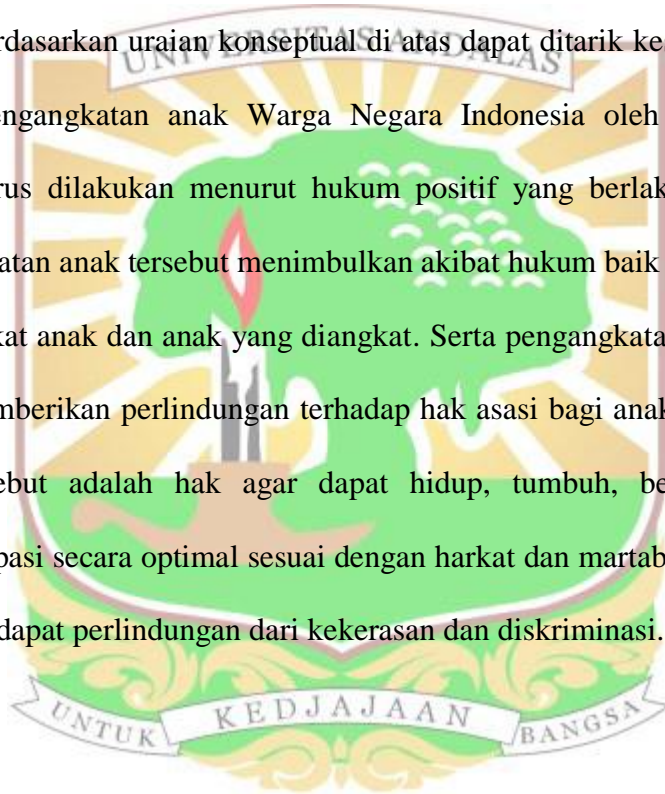 UNIVERSITAS ANDALAS
rdasarkan uraian konseptual di atas dapat ditarik ke
engangkatan anak Warga Negara Indonesia oleh
rus dilakukan menurut hukum positif yang berlak
atan anak tersebut menimbulkan akibat hukum baik
kat anak dan anak yang diangkat. Serta pengangkata
mberikan perlindungan terhadap hak asasi bagi anak
ebut adalah hak agar dapat hidup, tumbuh, be
pasi secara optimal sesuai dengan harkat dan martab
dapat perlindungan dari kekerasan dan diskriminasi.
UNTUK KEDJAJAAN BANGSA